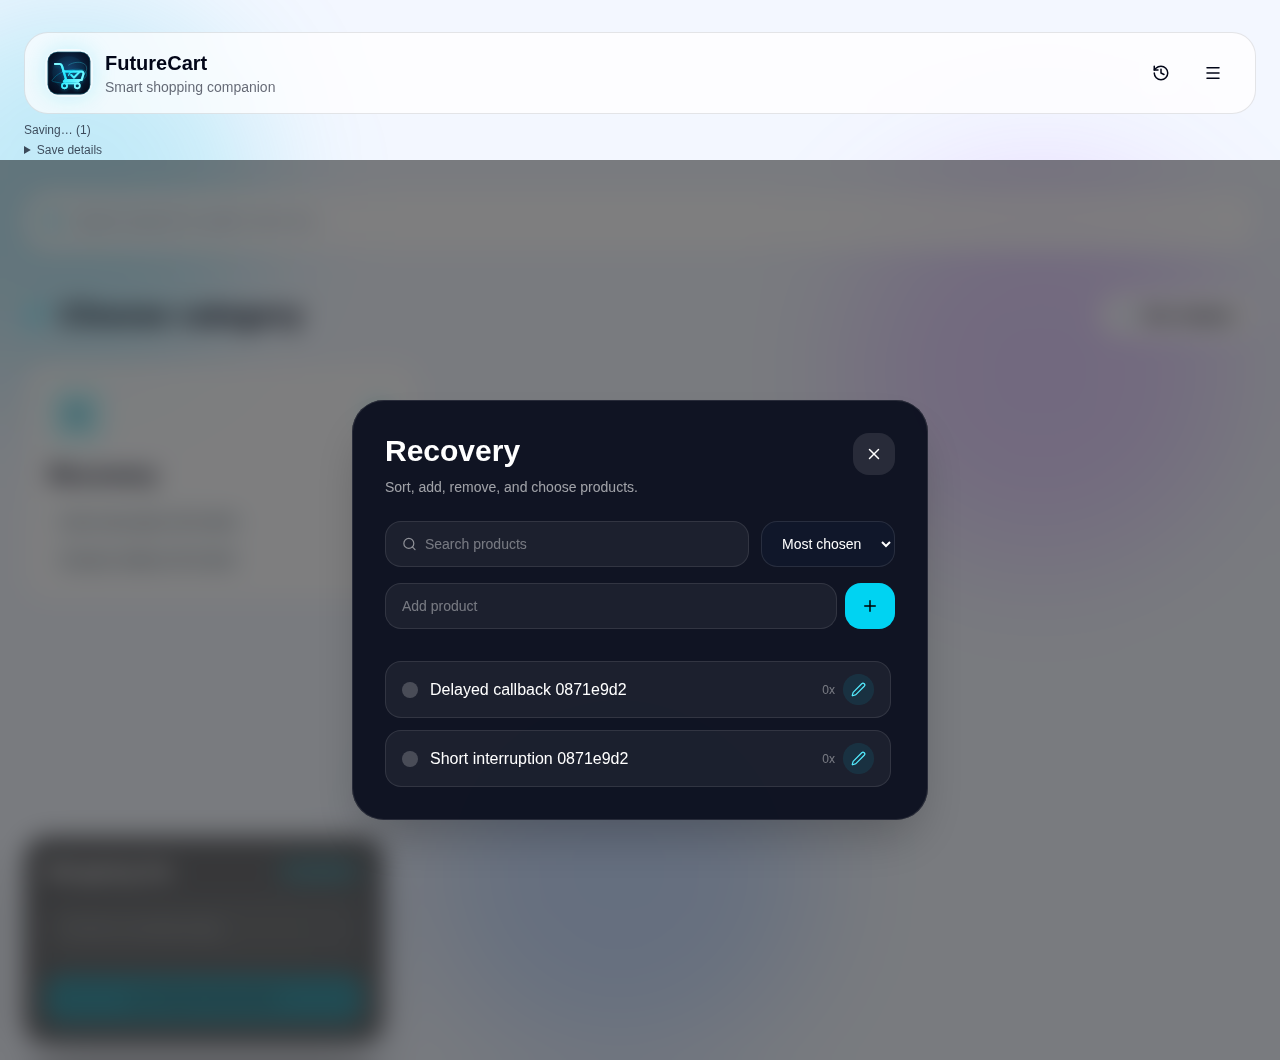 FutureCart
Smart shopping companion
Saving… (1)
Save details
Recovery
Sort, add, remove, and choose products.
Search products
Most chosen
Add product
Delayed callback 0871e9d2
0x
Short interruption 0871e9d2
0x